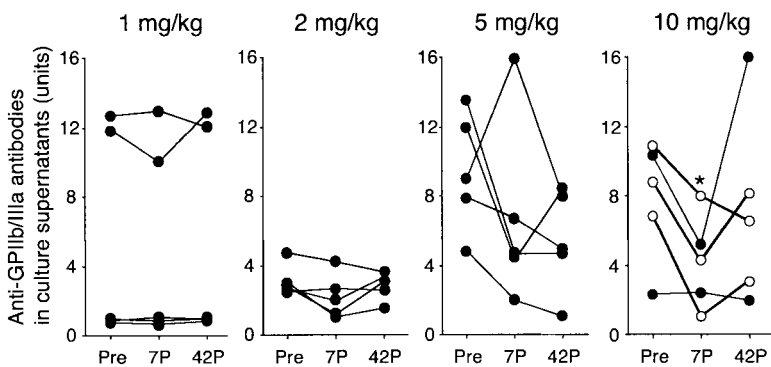 1 mg/kg 2 mg/kg 5 mg/kg 10 mg/kg
Anti-GPIIb/IIIa antibodies
in culture supernatants (units)
16 16 16 16
12 12 12 12
8 8 8 8
*
4 4 4 4
0 0 0 0
Pre 7P 42P Pre 7P 42P Pre 7P 42P Pre 7P 42P